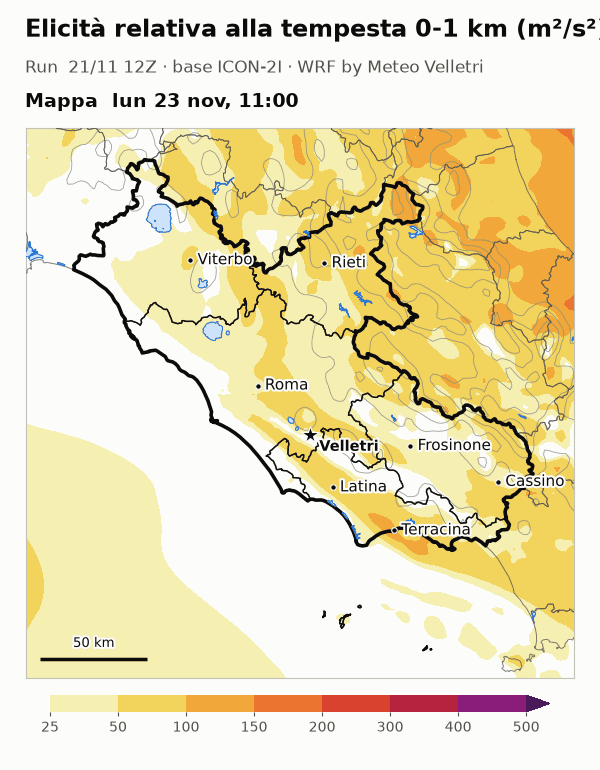 Elicità relativa alla tempesta 0-1 km (m²/s²)
Run 21/11 12Z · base ICON-2I · WRF by Meteo Velletri
Mappa lun 23 nov, 11:00
Viterbo
Rieti
Roma
Velletri
Frosinone
Latina
Cassino
Terracina
50 km
25 50 100 150 200 300 400 500